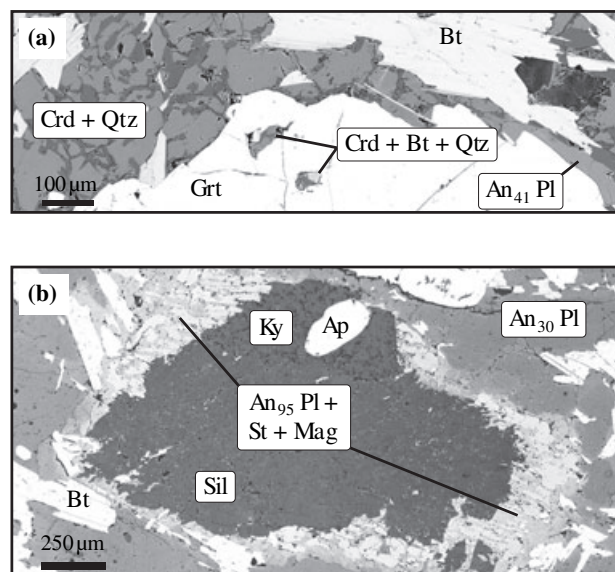 (a)
Bt
Crd + Qtz
Crd + Bt + Qtz
Grt
An41 Pl
100 µm
(b)
Ky
Ap
An30 Pl
An95 Pl +
St + Mag
Sil
Bt
250 µm